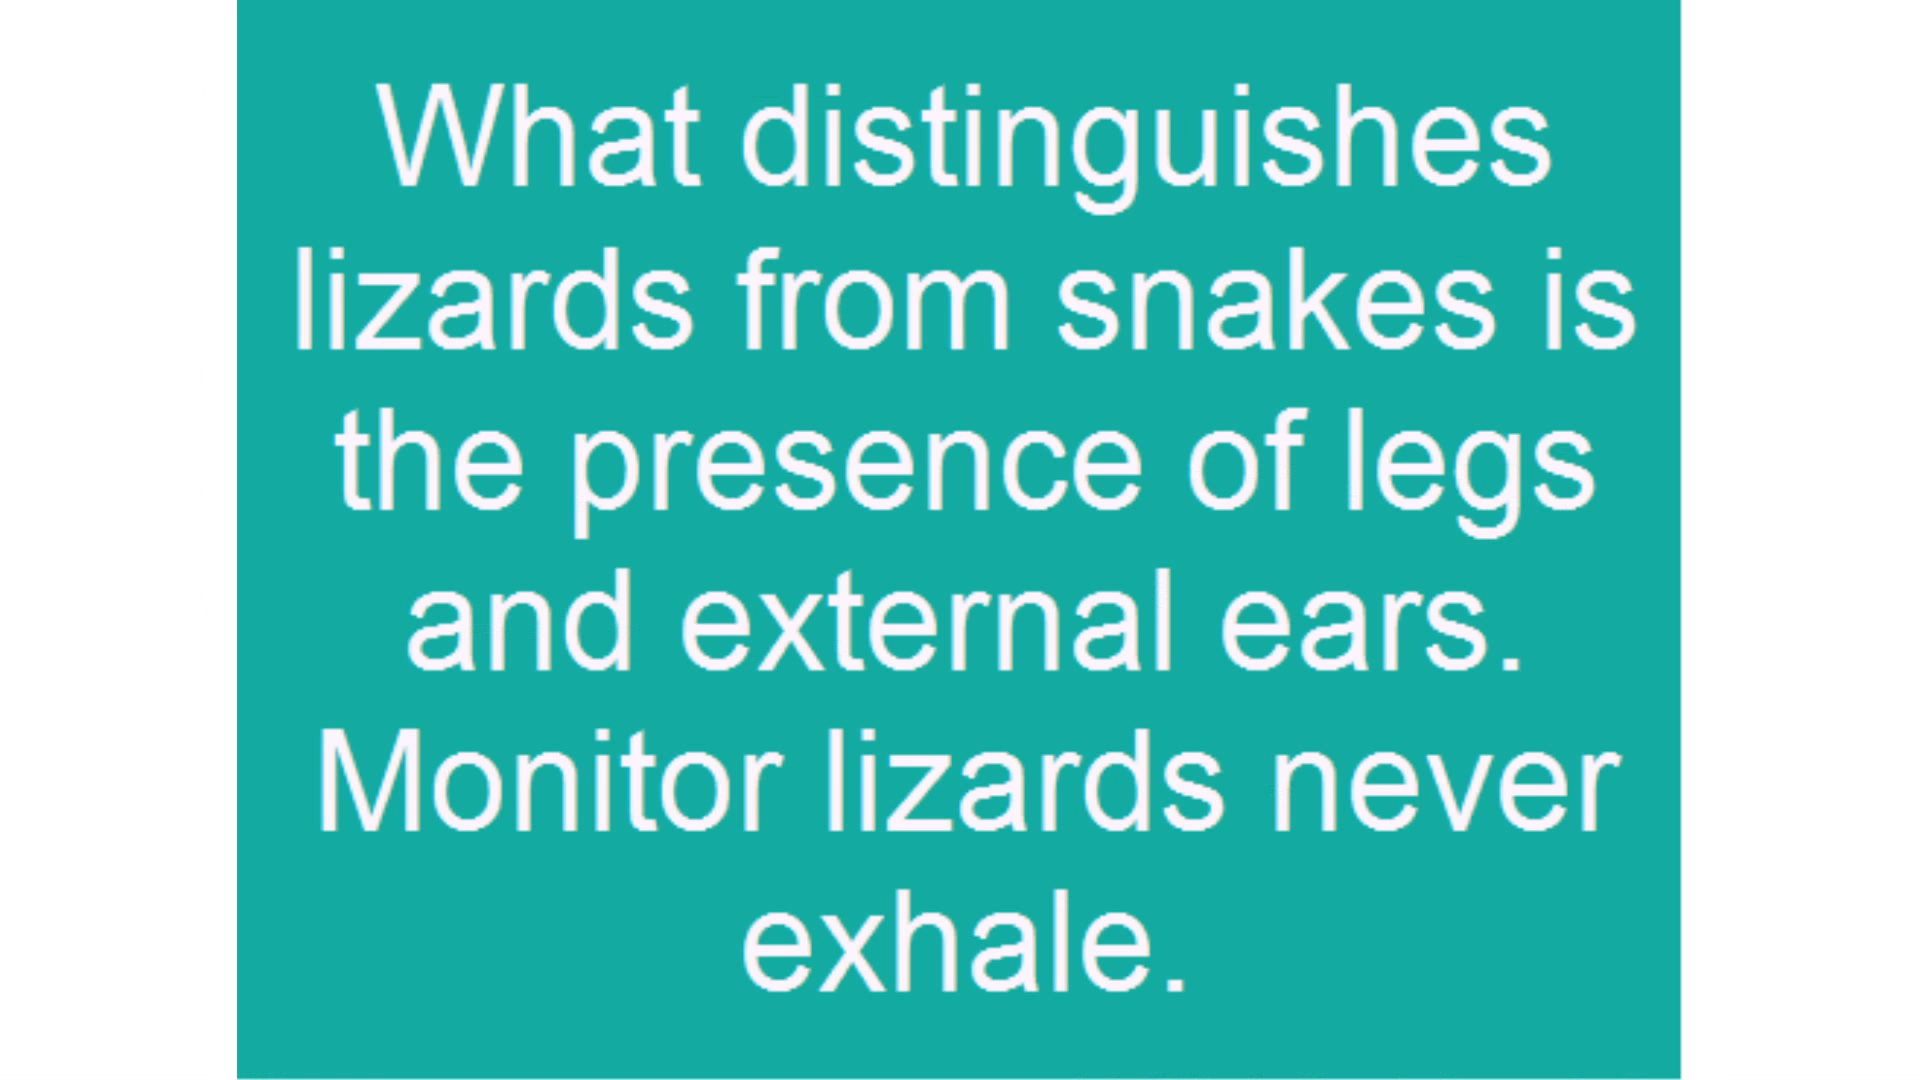 What distinguishes
lizards from snakes is
the presence of legs
and external ears.
Monitor lizards never
exhale.